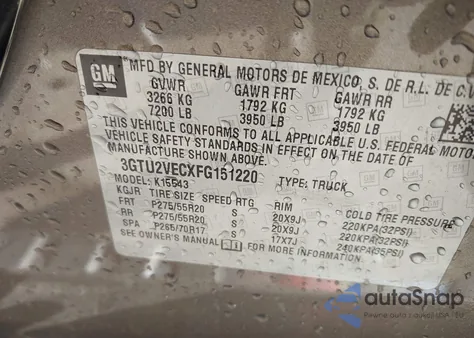 GM
MFD BY GENERAL MOTORS DE MEXICO, S. DE R.L. DE C.V.
GVWR GAWR FRT GAWR RR
3266 KG 1792 KG 1792 KG
7200 LB 3950 LB 3950 LB
THIS VEHICLE CONFORMS TO ALL APPLICABLE U.S. FEDERAL MOTOR
VEHICLE SAFETY STANDARDS IN EFFECT ON THE DATE OF
MANUFACTURE SHOWN ABOVE.
3GTU2VECXFG151220 TYPE: TRUCK
MODEL: K15543
KGJR TIRE SIZE SPEED RTG RIM COLD TIRE PRESSURE
FRT P275/55R20 S 20X9J 220KPA(32PSI)
RR P275/55R20 S 20X9J 220KPA(32PSI)
SPA P265/70R17 S 17X7J 240KPA(35PSI)
SEE OWNER'S MANUAL FOR MORE INFORMATION
autoSnap